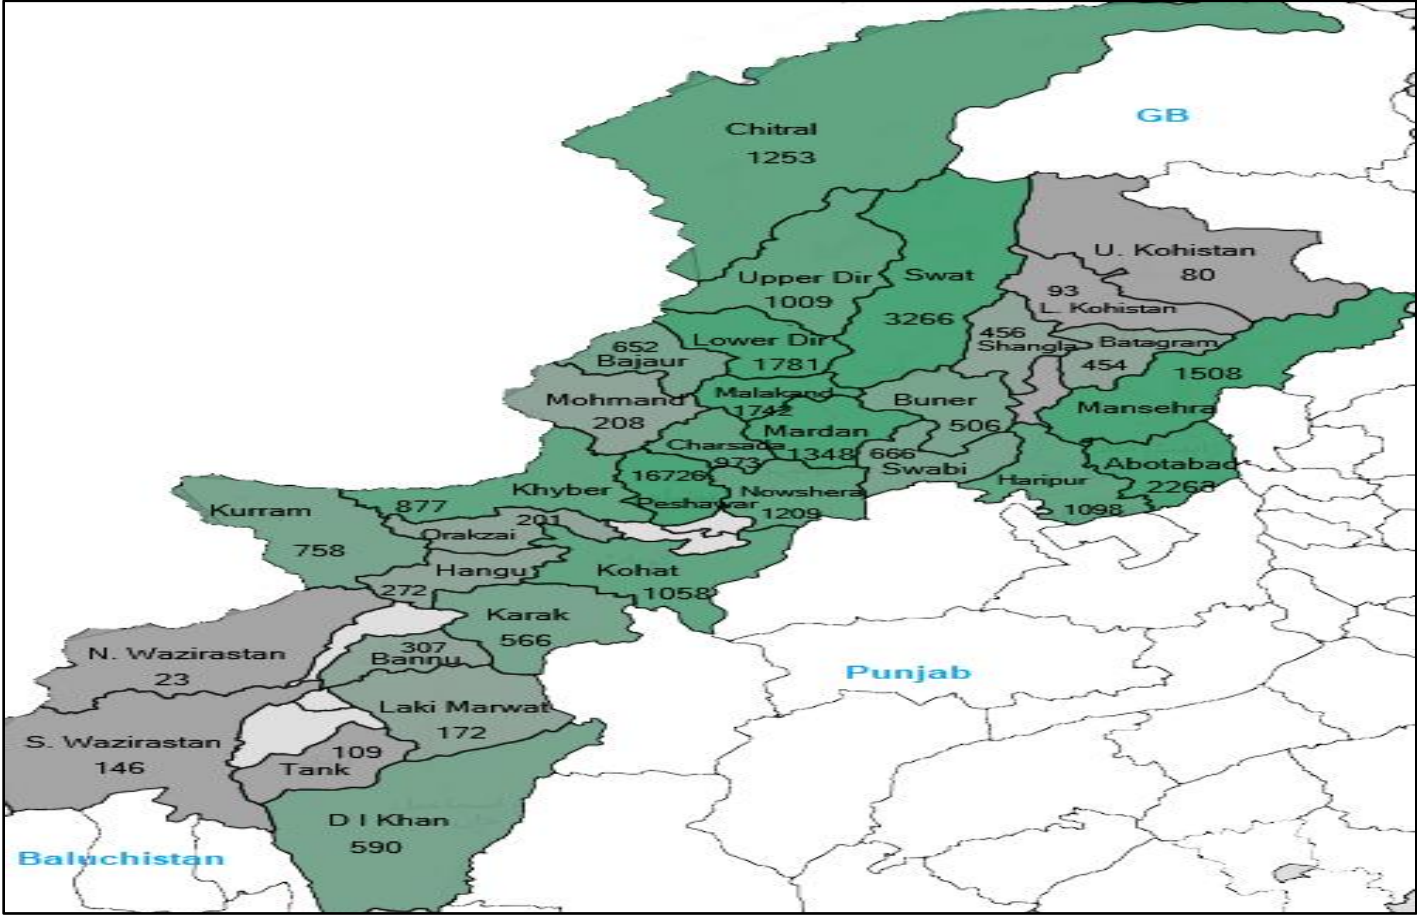 GB
Chitral
1253
U. Kohistan
80
Upper Dir
1009
Swat
3266
93
L. Kohistan
456
Shangla
Batagram
454
652
Bajaur
Lower Dir
1781
1508
Mansehra
Mohmand
208
Malakand
1742
Buner
506
Mardan
1348
Charsada
973
666
Swabi
Abotabad
2268
Haripur
1098
16726
Peshawar
Nowshera
1209
Khyber
877
Kurram
758
201
Orakzai
Hangu
272
Kohat
1058
Karak
566
N. Wazirastan
23
307
Bannu
Punjab
Laki Marwat
172
S. Wazirastan
146
109
Tank
D I Khan
590
Baluchistan